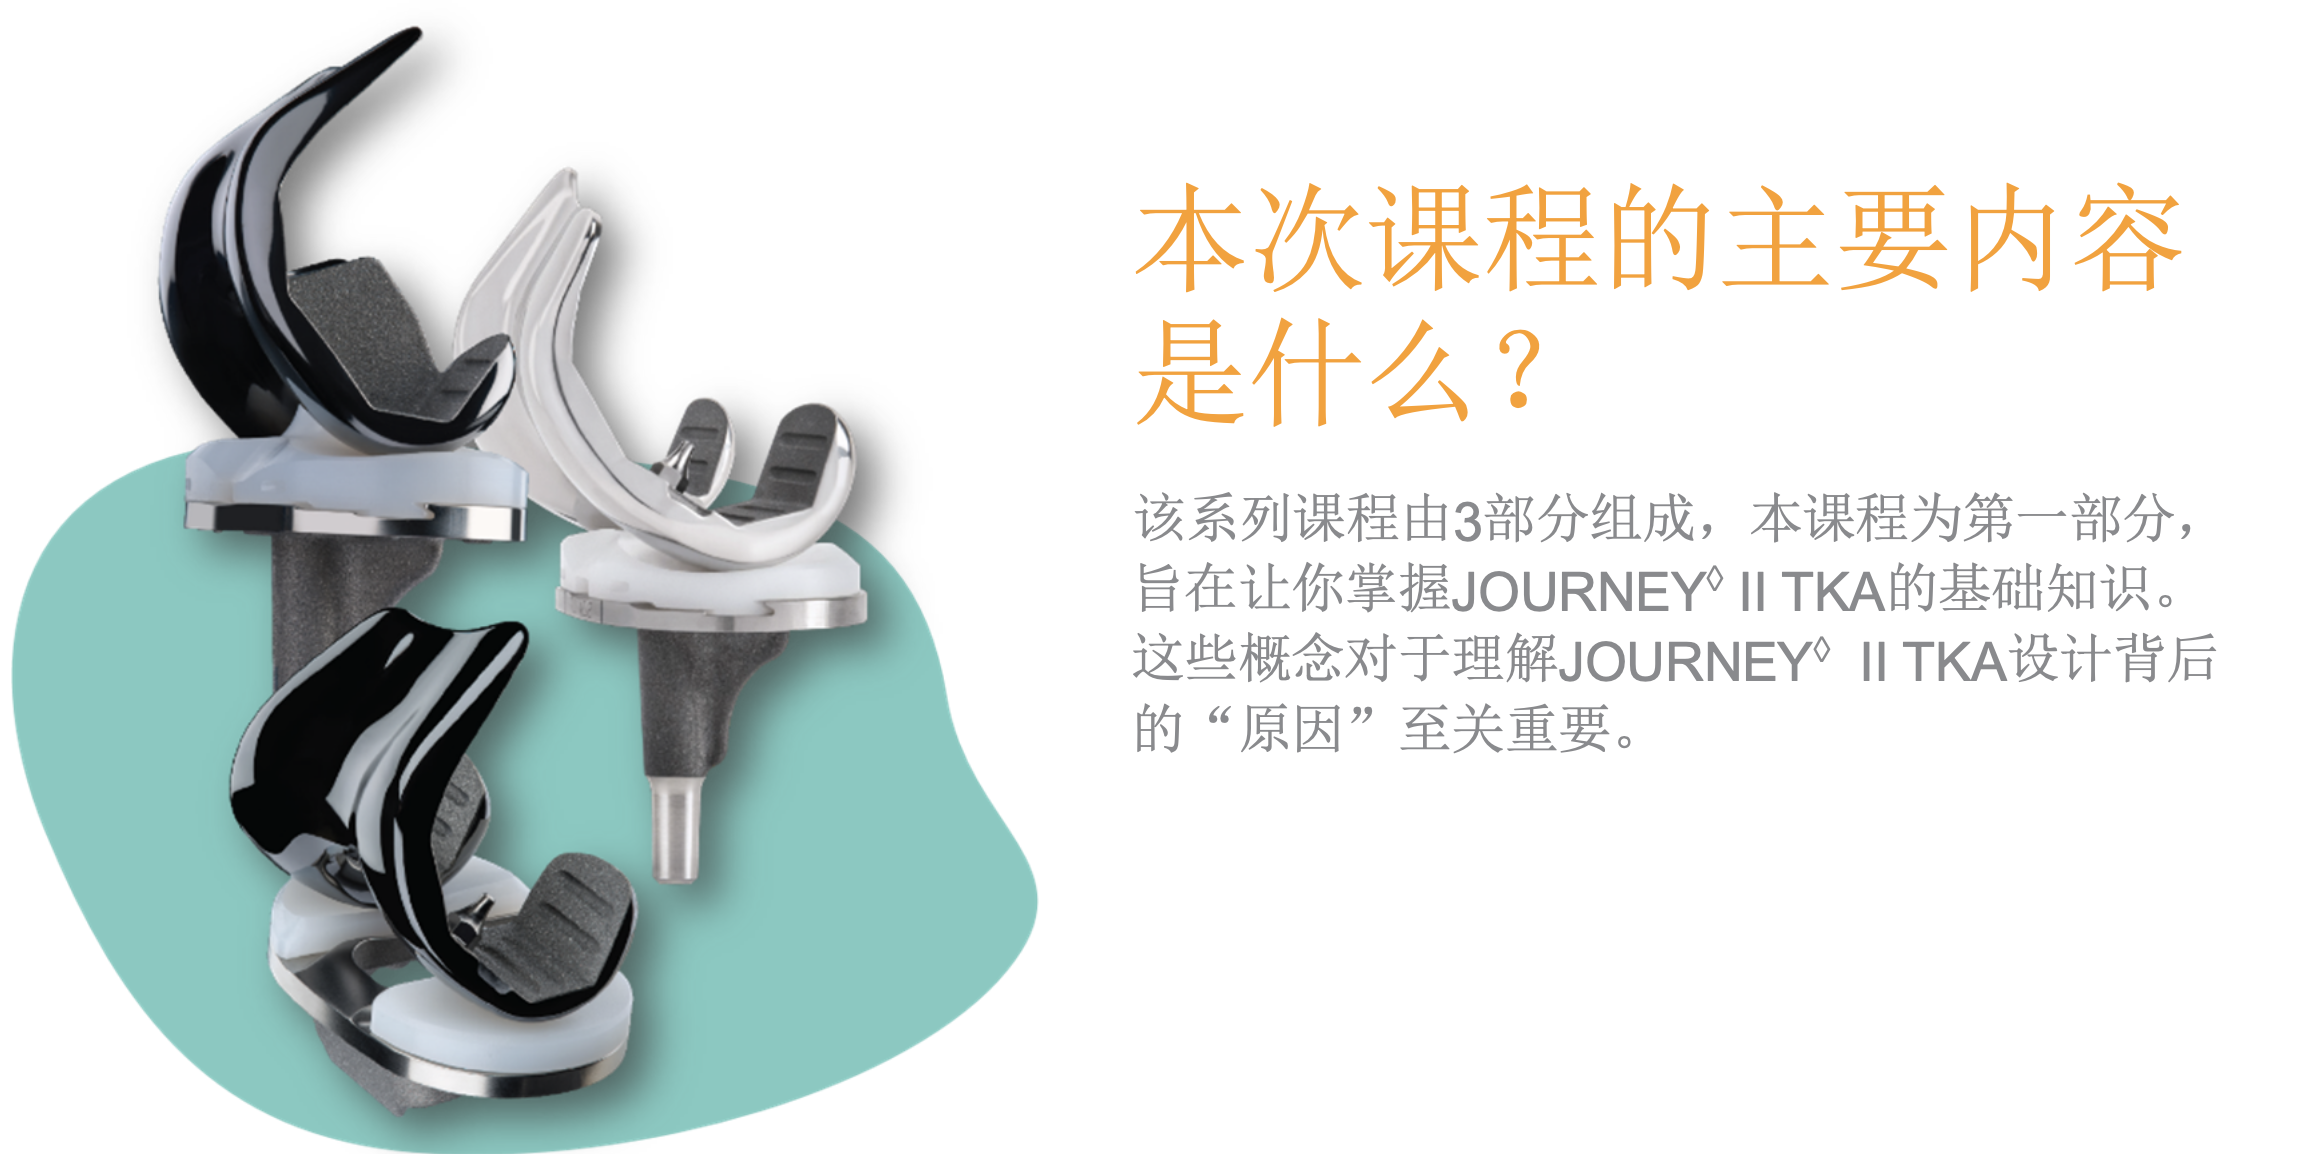 本次课程的主要内容
是什么？
该系列课程由3部分组成，本课程为第一部分，
旨在让你掌握JOURNEY◊ II TKA的基础知识。
这些概念对于理解JOURNEY◊ II TKA设计背后
的“原因”至关重要。